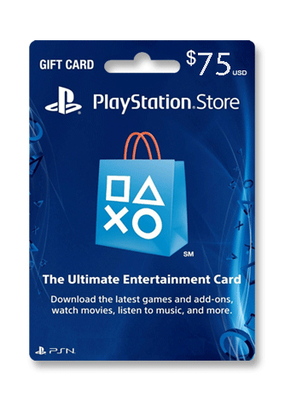 GIFT CARD
$75 USD
PlayStation®Store
SM
The Ultimate Entertainment Card
Download the latest games and add-ons,
watch movies, listen to music, and more.
PSN